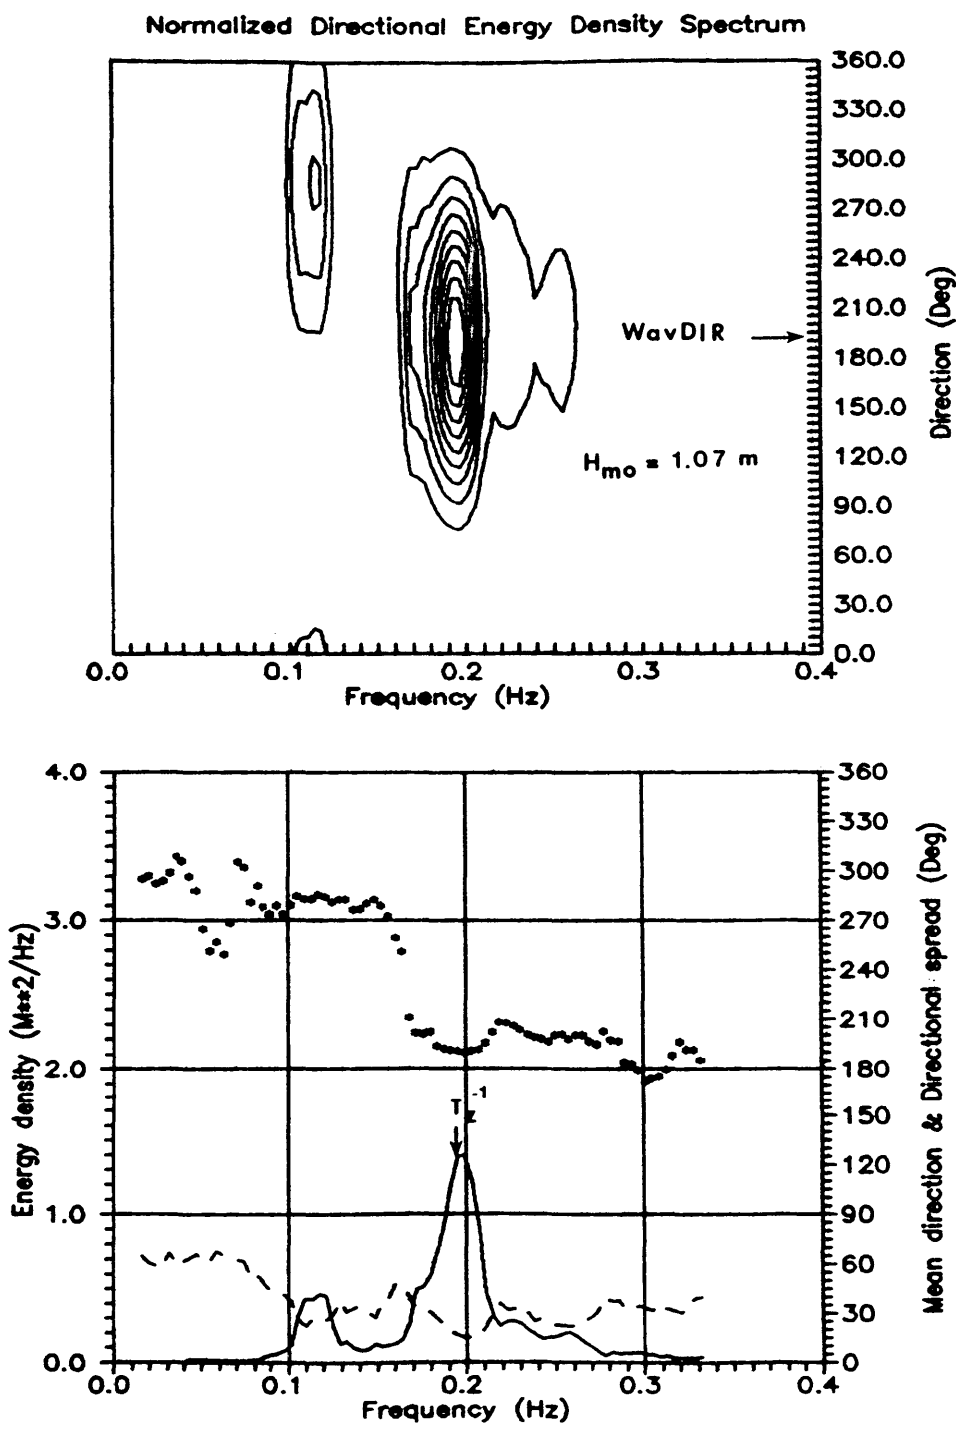 Normalized Directional Energy Density Spectrum
360.0
330.0
300.0
270.0
240.0
210.0
180.0
150.0
120.0
90.0
60.0
30.0
0.0
Direction (Deg)
WavDIR
Hmo = 1.07 m
0.0 0.1 0.2 0.3 0.4
Frequency (Hz)
4.0
3.0
2.0
1.0
0.0
Energy density (M**2/Hz)
Tz-1
360
330
300
270
240
210
180
150
120
90
60
30
0
Mean direction & Directional spread (Deg)
0.0 0.1 0.2 0.3 0.4
Frequency (Hz)